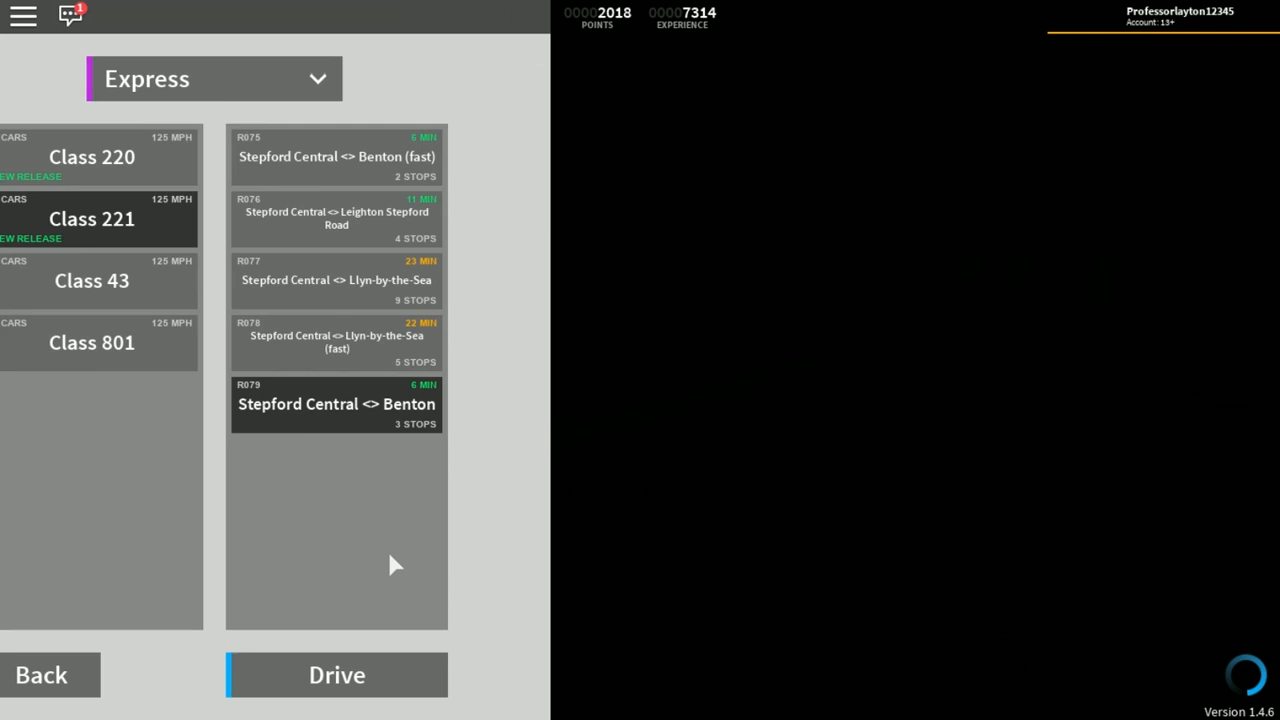 1
00002018
POINTS
00007314
EXPERIENCE
Professorlayton12345
Account: 13+
Express
CARS 125 MPH
Class 220
EW RELEASE
CARS 125 MPH
Class 221
EW RELEASE
CARS 125 MPH
Class 43
CARS 125 MPH
Class 801
R075 6 MIN
Stepford Central <> Benton (fast)
2 STOPS
R076 11 MIN
Stepford Central <> Leighton Stepford
Road
4 STOPS
R077 23 MIN
Stepford Central <> Llyn-by-the-Sea
9 STOPS
R078 22 MIN
Stepford Central <> Llyn-by-the-Sea
(fast)
5 STOPS
R079 6 MIN
Stepford Central <> Benton
3 STOPS
Back
Drive
Version 1.4.6